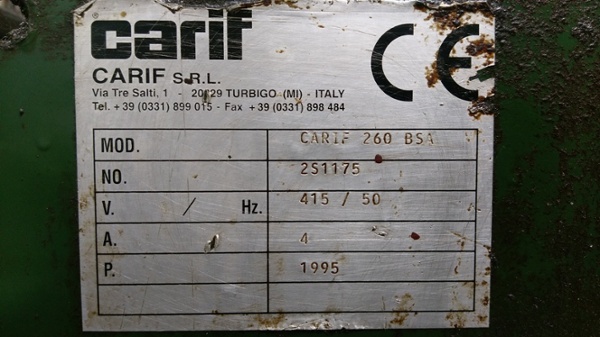 carif
CARIF S.R.L.
Via Tre Salti, 1 - 20029 TURBIGO (MI) - ITALY
Tel. +39 (0331) 899 015 - Fax +39 (0331) 898 484
CE
MOD. CARIF 260 BSA
NO. 2S1175
V. / Hz. 415 / 50
A. 4
P. 1995